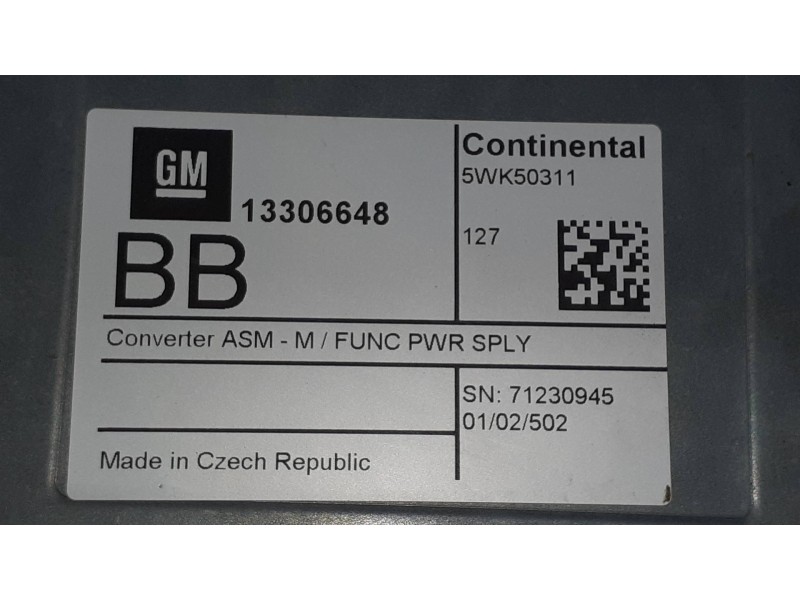 GM
13306648
BB
Continental
5WK50311
127
Converter ASM - M / FUNC PWR SPLY
SN: 71230945
01/02/502
Made in Czech Republic